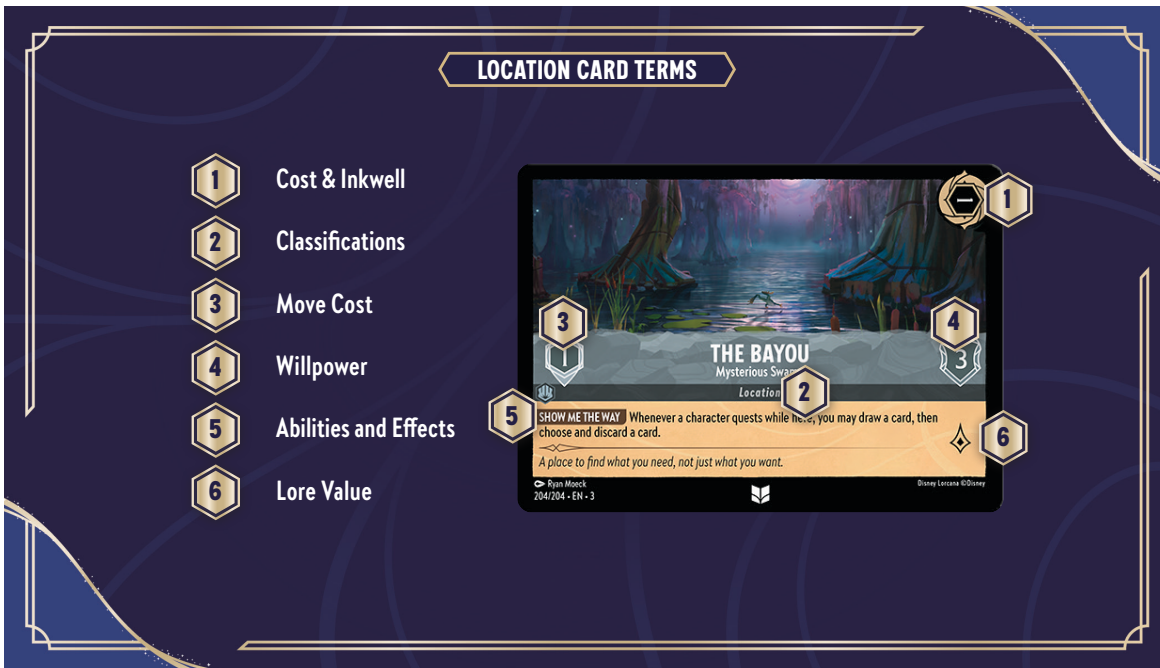 LOCATION CARD TERMS
1 Cost & Inkwell
2 Classifications
3 Move Cost
4 Willpower
5 Abilities and Effects
6 Lore Value
1
1
3
4
1
THE BAYOU
3
Mysterious
Location
2
5
SHOW ME THE WAY Whenever a character quests while here, you may draw a card, then
choose and discard a card.
6
A place to find what you need, not just what you want.
Ryan Moeck
204/204 • EN • 3
Disney Lorcana ©Disney